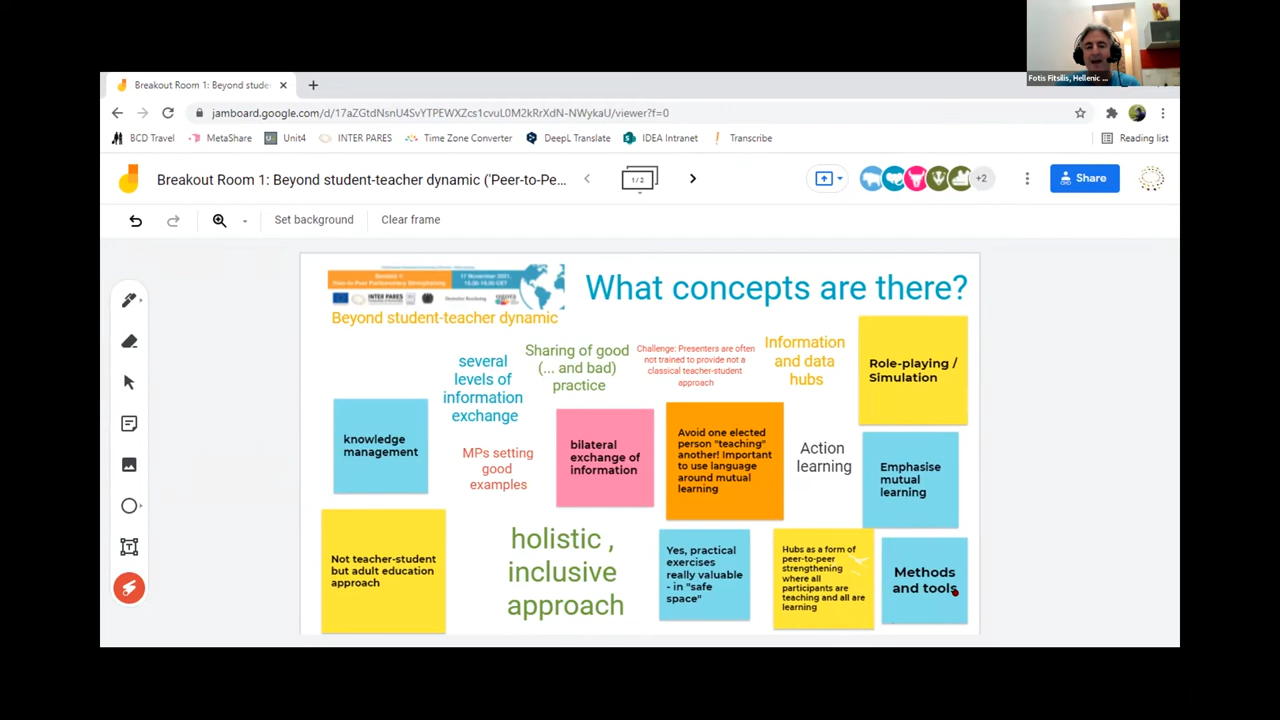 Fotis Fitsilis, Hellenic ...
Breakout Room 1: Beyond stude
jamboard.google.com/d/17aZGtdNsnU4SvYTPEWXZcs1cvuL0M2kRrXdN-NWykaU/viewer?f=0
BCD Travel
MetaShare
Unit4
INTER PARES
Time Zone Converter
DeepL Translate
IDEA Intranet
Transcribe
Reading list
Breakout Room 1: Beyond student-teacher dynamic ('Peer-to-Pe...
1/2
+2
Share
Set background
Clear frame
17 November 2021,
INTER PARES
What concepts are there?
Beyond student-teacher dynamic
several
levels of
information
exchange
Sharing of good
(... and bad)
practice
Challenge: Presenters are often
not trained to provide not a
classical teacher-student
approach
Information
and data
hubs
Role-playing /
Simulation
knowledge
management
MPs setting
good
examples
bilateral
exchange of
information
Avoid one elected
person "teaching"
another! Important
to use language
around mutual
learning
Action
learning
Emphasise
mutual
learning
Not teacher-student
but adult education
approach
holistic ,
inclusive
approach
Yes, practical
exercises
really valuable
- in "safe
space"
Hubs as a form of
peer-to-peer
strengthening
where all
participants are
teaching and all are
learning
Methods
and tools